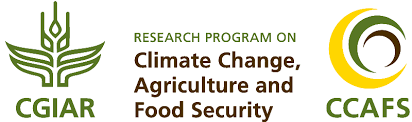 CGIAR
RESEARCH PROGRAM ON
Climate Change,
Agriculture and
Food Security
CCAFS